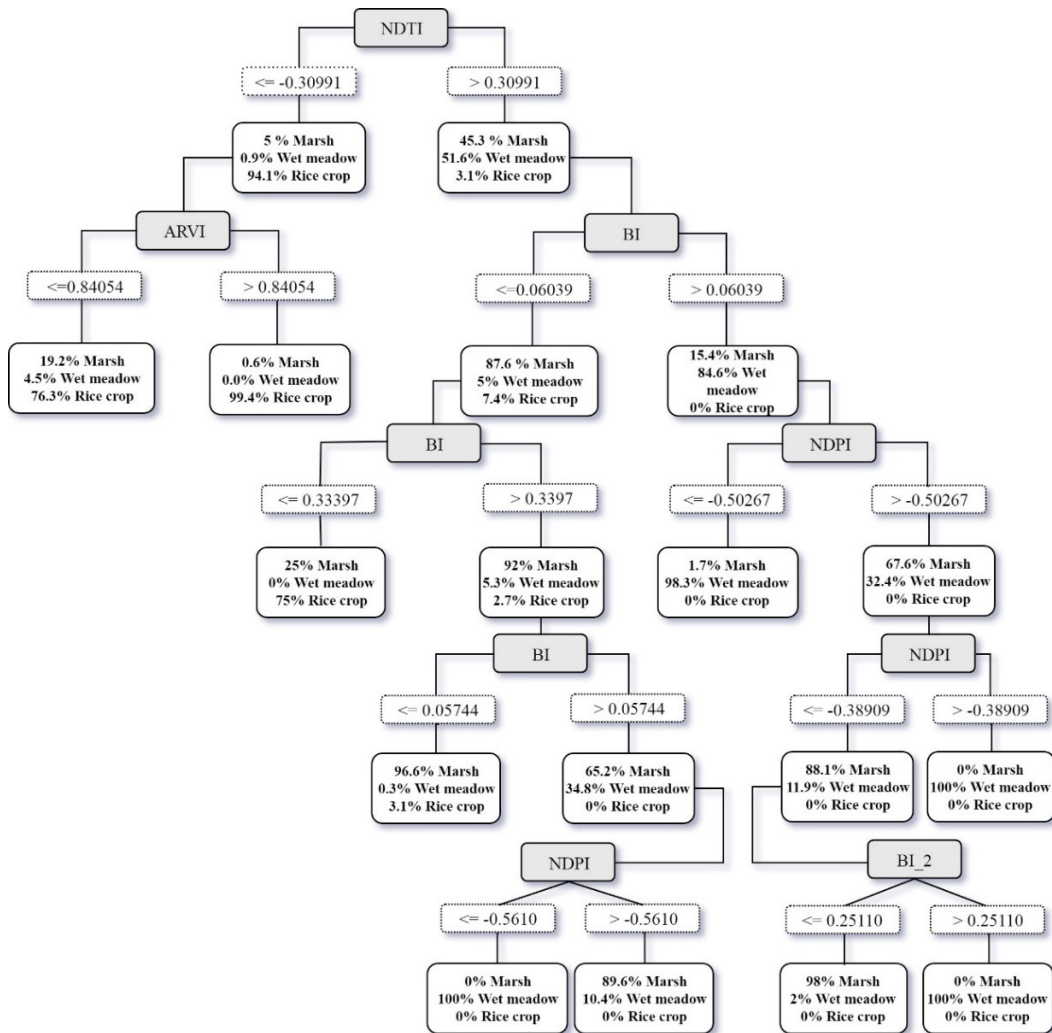 NDTI
<= -0.30991
> 0.30991
5 % Marsh
0.9% Wet meadow
94.1% Rice crop
45.3 % Marsh
51.6% Wet meadow
3.1% Rice crop
ARVI
BI
<=0.84054
> 0.84054
<=0.06039
> 0.06039
19.2% Marsh
4.5% Wet meadow
76.3% Rice crop
0.6% Marsh
0.0% Wet meadow
99.4% Rice crop
87.6 % Marsh
5% Wet meadow
7.4% Rice crop
15.4% Marsh
84.6% Wet
meadow
0% Rice crop
BI
NDPI
<= 0.33397
> 0.3397
<= -0.50267
> -0.50267
25% Marsh
0% Wet meadow
75% Rice crop
92% Marsh
5.3% Wet meadow
2.7% Rice crop
1.7% Marsh
98.3% Wet meadow
0% Rice crop
67.6% Marsh
32.4% Wet meadow
0% Rice crop
BI
NDPI
<= 0.05744
> 0.05744
<= -0.38909
> -0.38909
96.6% Marsh
0.3% Wet meadow
3.1% Rice crop
65.2% Marsh
34.8% Wet meadow
0% Rice crop
88.1% Marsh
11.9% Wet meadow
0% Rice crop
0% Marsh
100% Wet meadow
0% Rice crop
NDPI
BI_2
<= -0.5610
> -0.5610
<= 0.25110
> 0.25110
0% Marsh
100% Wet meadow
0% Rice crop
89.6% Marsh
10.4% Wet meadow
0% Rice crop
98% Marsh
2% Wet meadow
0% Rice crop
0% Marsh
100% Wet meadow
0% Rice crop